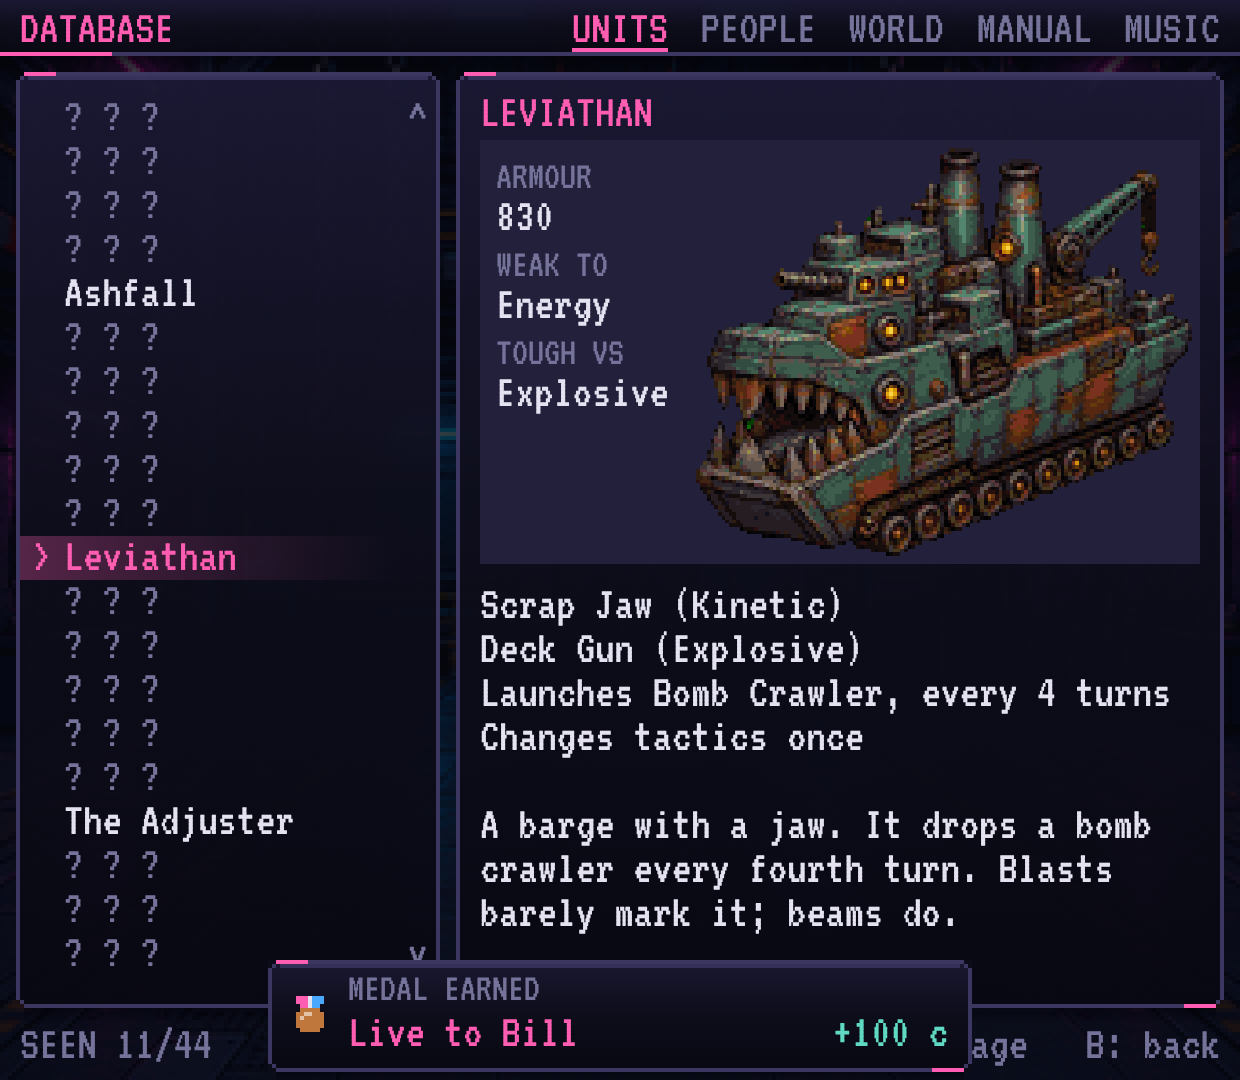 DATABASE
UNITS PEOPLE WORLD MANUAL MUSIC
? ? ?
? ? ?
? ? ?
? ? ?
Ashfall
? ? ?
? ? ?
? ? ?
? ? ?
? ? ?
> Leviathan
? ? ?
? ? ?
? ? ?
? ? ?
? ? ?
The Adjuster
? ? ?
? ? ?
? ? ?
LEVIATHAN
ARMOUR
830
WEAK TO
Energy
TOUGH VS
Explosive
Scrap Jaw (Kinetic)
Deck Gun (Explosive)
Launches Bomb Crawler, every 4 turns
Changes tactics once
A barge with a jaw. It drops a bomb
crawler every fourth turn. Blasts
barely mark it; beams do.
MEDAL EARNED
Live to Bill +100 c
SEEN 11/44
B: back